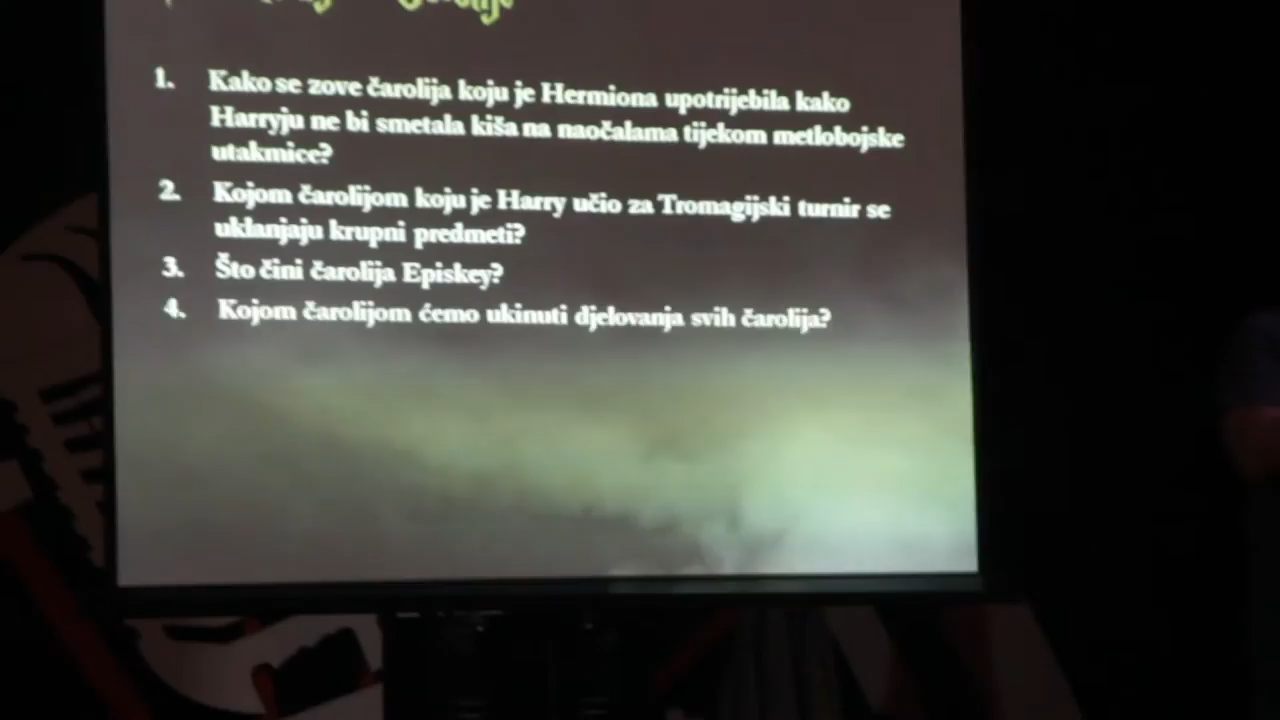 1. Kako se zove čarolija koju je Hermiona upotrijebila kako
Harryju ne bi smetala kiša na naočalama tijekom metlobojske
utakmice?
2. Kojom čarolijom koju je Harry učio za Tromagijski turnir se
uklanjaju krupni predmeti?
3. Što čini čarolija Episkey?
4. Kojom čarolijom ćemo ukinuti djelovanja svih čarolija?